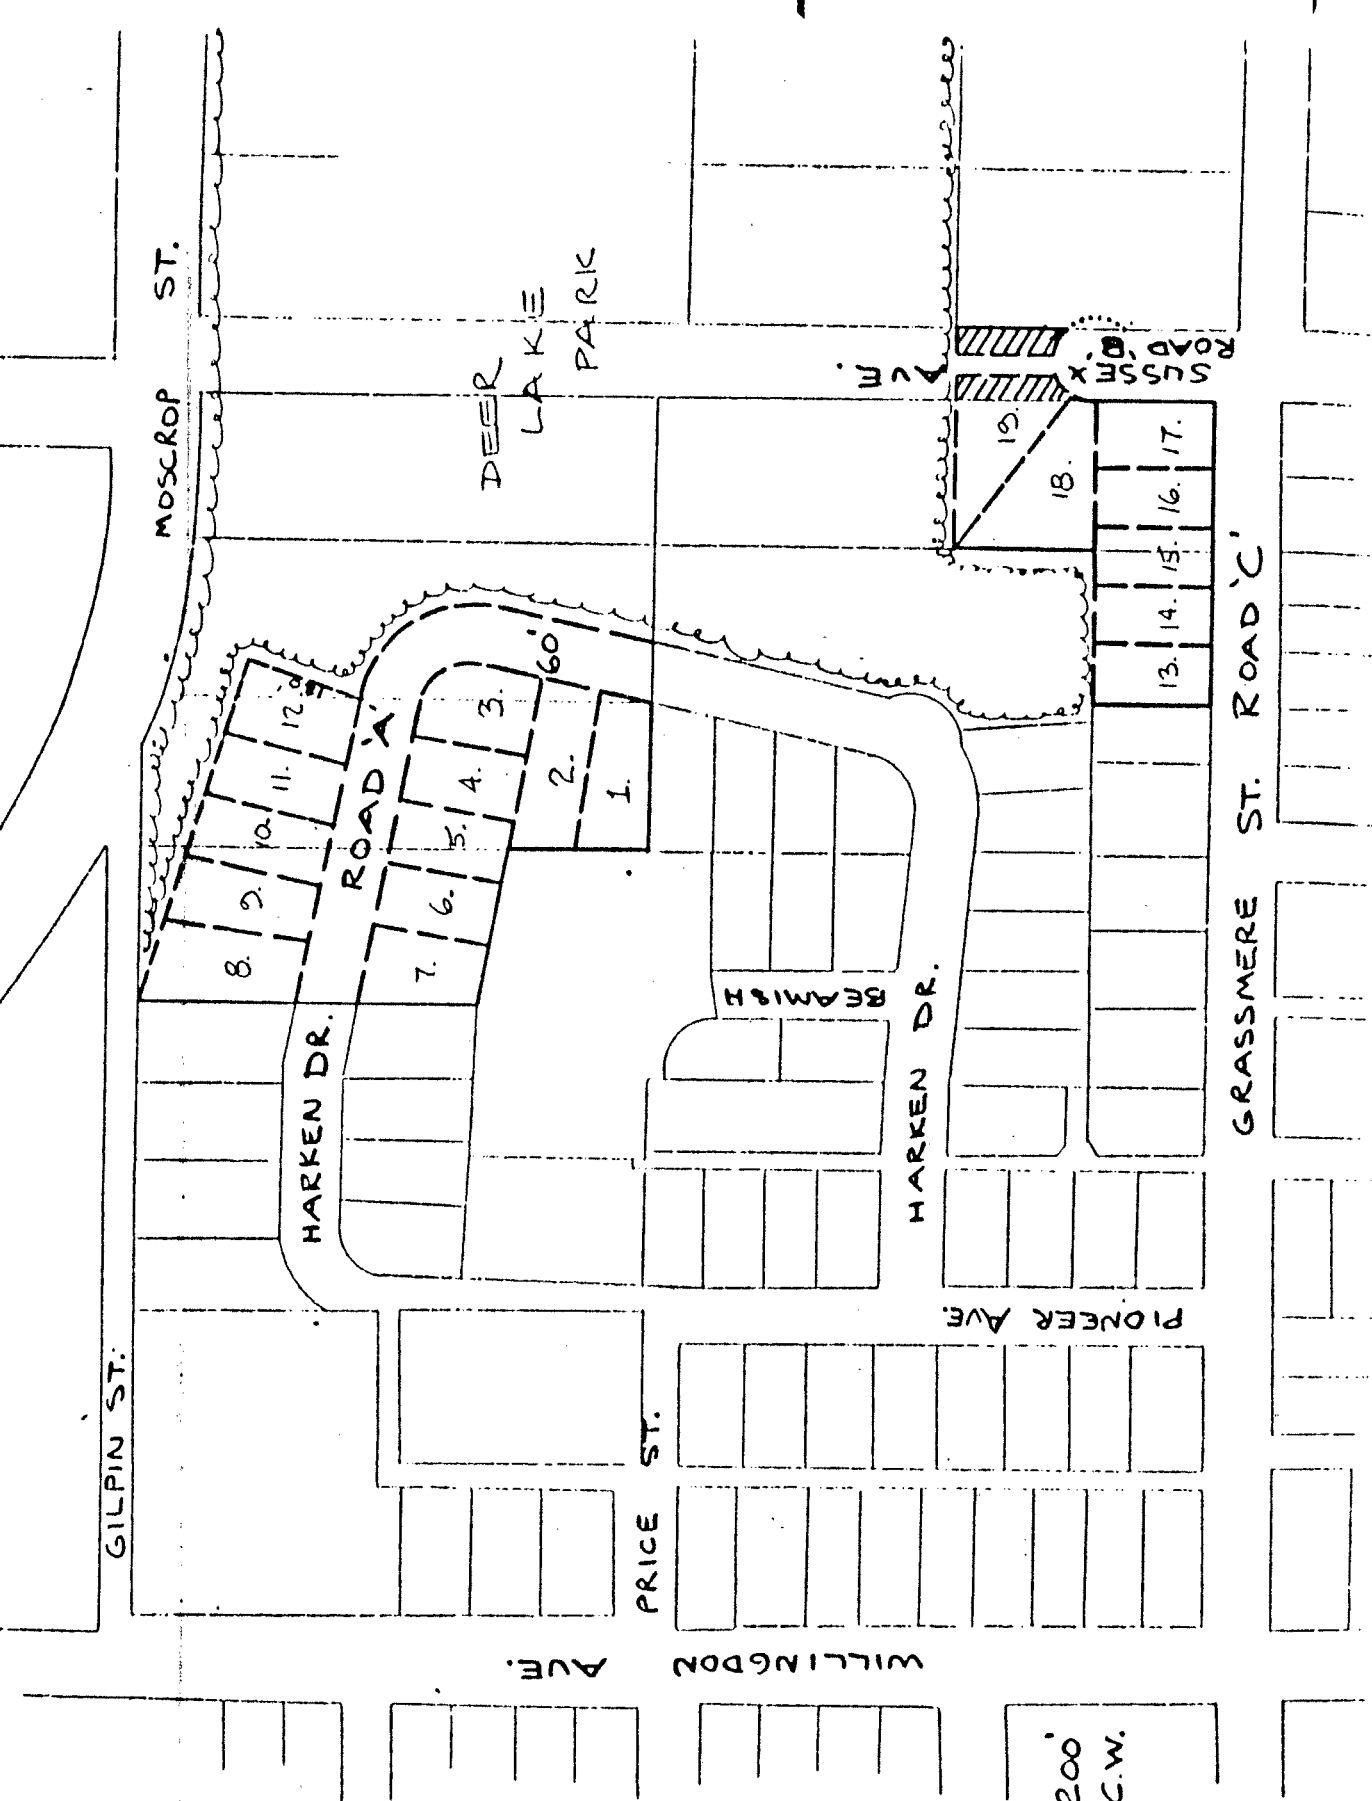 MOSCROP ST.
DEER
LAKE
PARK
SUSSEX AVE.
ROAD 'B'
19.
18.
17.
16.
15.
14.
13.
GRASSMERE ST. ROAD 'C'
60'
12.
11.
10.
9.
8.
ROAD 'A'
3.
4.
5.
6.
7.
2.
1.
HARKEN DR.
BEAMISH
HARKEN DR.
GILPIN ST.
PIONEER AVE.
PRICE ST.
WILLINGDON AVE.
200'
C.W.